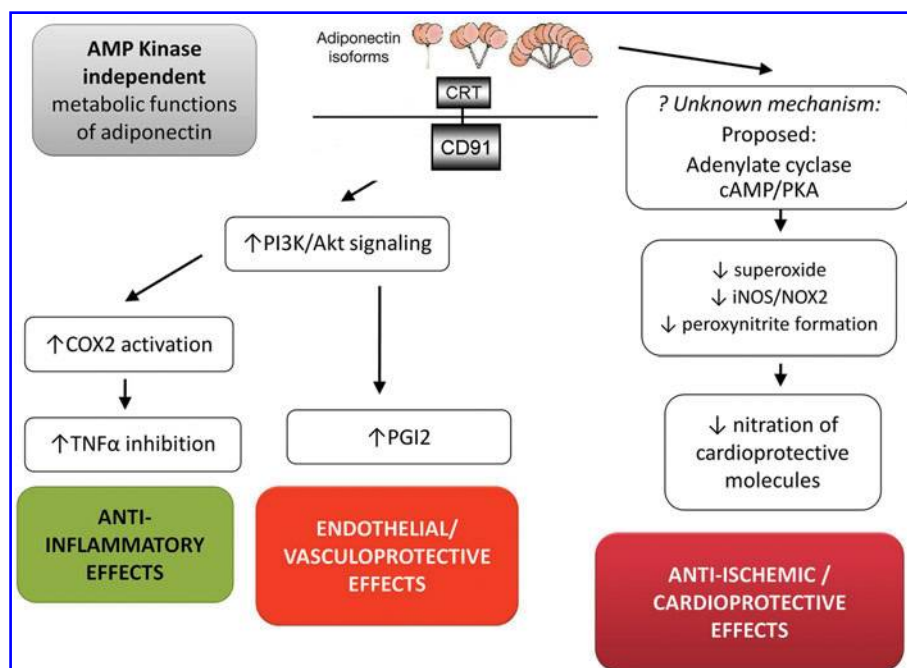 AMP Kinase
independent
metabolic functions
of adiponectin
Adiponectin
isoforms
CRT
CD91
? Unknown mechanism:
Proposed:
Adenylate cyclase
cAMP/PKA
↑PI3K/Akt signaling
↓ superoxide
↓ iNOS/NOX2
↓ peroxynitrite formation
↑COX2 activation
↑TNFα inhibition
↑PGI2
↓ nitration of
cardioprotective
molecules
ANTI-
INFLAMMATORY
EFFECTS
ENDOTHELIAL/
VASCULOPROTECTIVE
EFFECTS
ANTI-ISCHEMIC /
CARDIOPROTECTIVE
EFFECTS